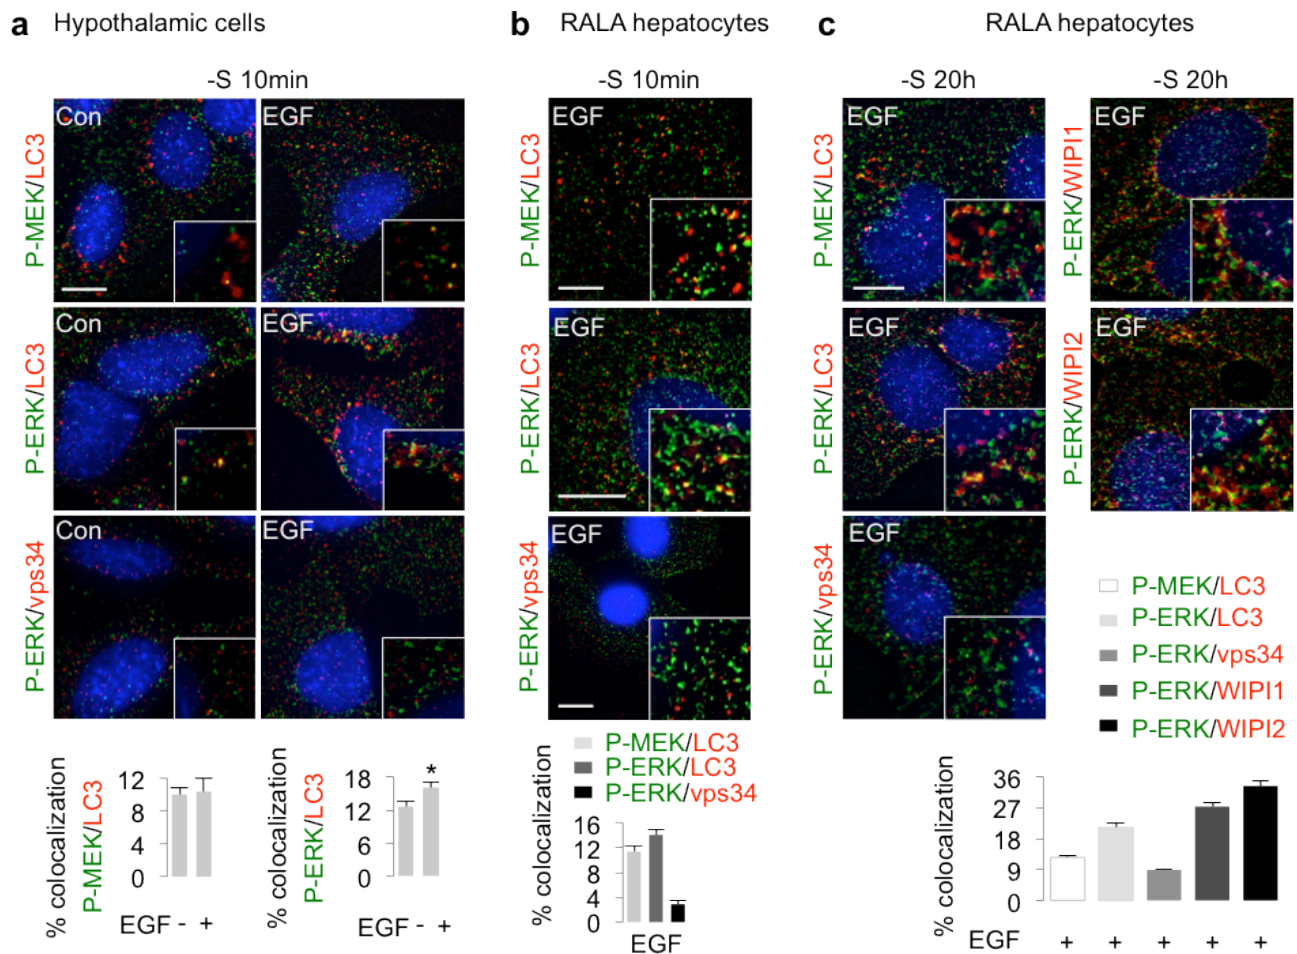 a Hypothalamic cells
-S 10min
P-MEK/LC3
Con
EGF
P-ERK/LC3
Con
EGF
P-ERK/vps34
Con
EGF
% colocalization
P-MEK/LC3
12
8
4
0
EGF - +
% colocalization
P-ERK/LC3
18
12
6
0
*
EGF - +
b RALA hepatocytes
-S 10min
P-MEK/LC3
EGF
P-ERK/LC3
EGF
P-ERK/vps34
EGF
P-MEK/LC3
P-ERK/LC3
P-ERK/vps34
% colocalization
16
12
8
4
0
EGF
c RALA hepatocytes
-S 20h
-S 20h
P-MEK/LC3
EGF
P-ERK/WIPI1
EGF
P-ERK/LC3
EGF
P-ERK/WIPI2
EGF
P-ERK/vps34
EGF
P-MEK/LC3
P-ERK/LC3
P-ERK/vps34
P-ERK/WIPI1
P-ERK/WIPI2
% colocalization
36
27
18
9
0
EGF + + + + +